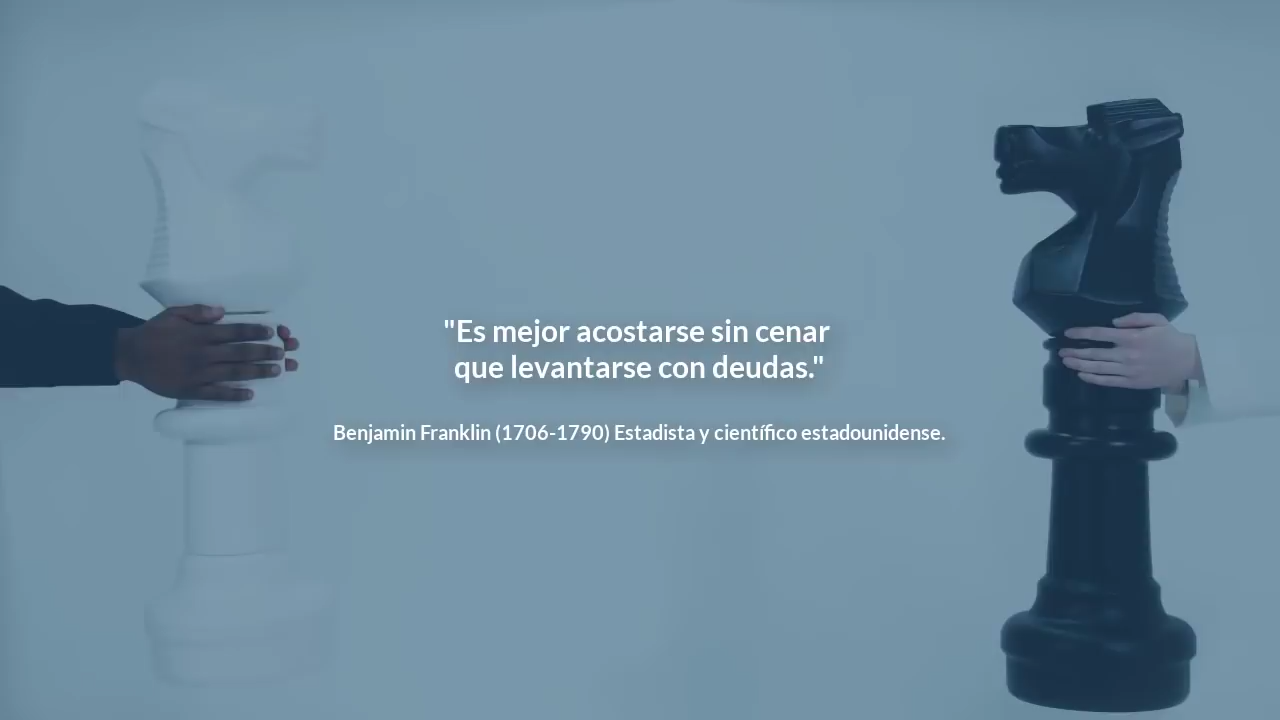 "Es mejor acostarse sin cenar
que levantarse con deudas."
Benjamin Franklin (1706-1790) Estadista y científico estadounidense.